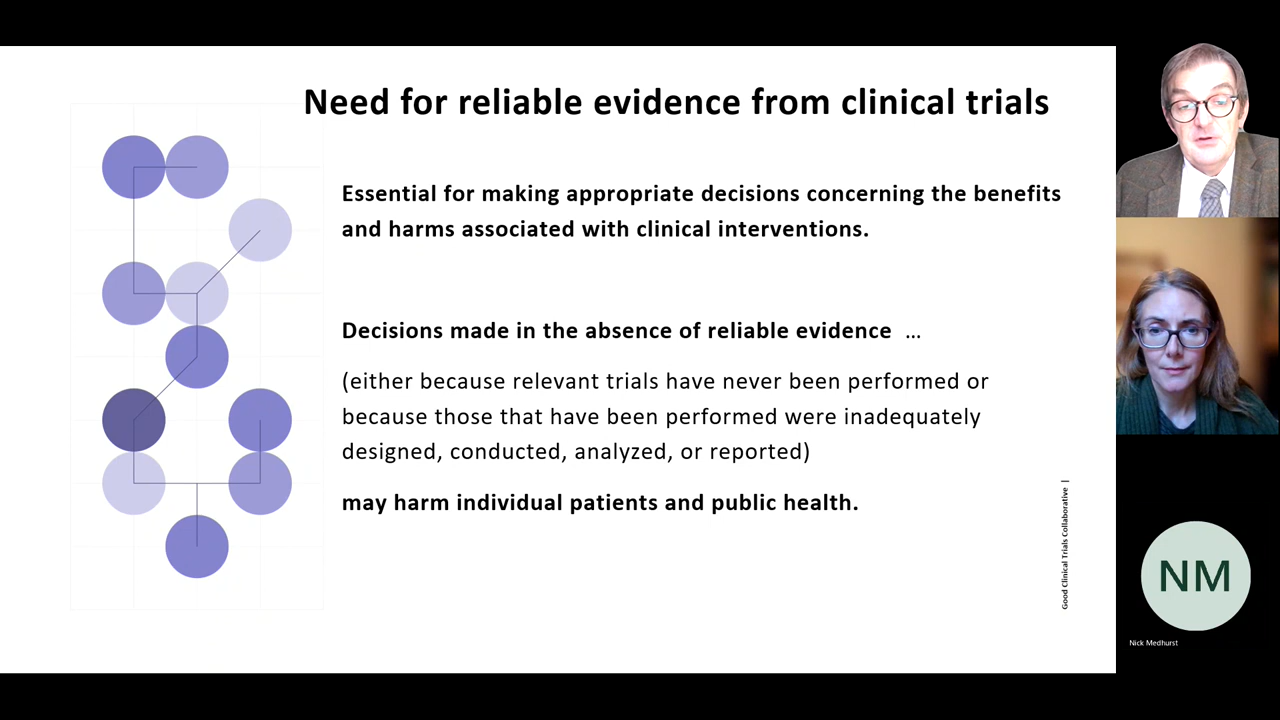 Need for reliable evidence from clinical trials
Essential for making appropriate decisions concerning the benefits
and harms associated with clinical interventions.
Decisions made in the absence of reliable evidence ...
(either because relevant trials have never been performed or
because those that have been performed were inadequately
designed, conducted, analyzed, or reported)
may harm individual patients and public health.
Good Clinical Trials Collaborative |
NM
Nick Medhurst